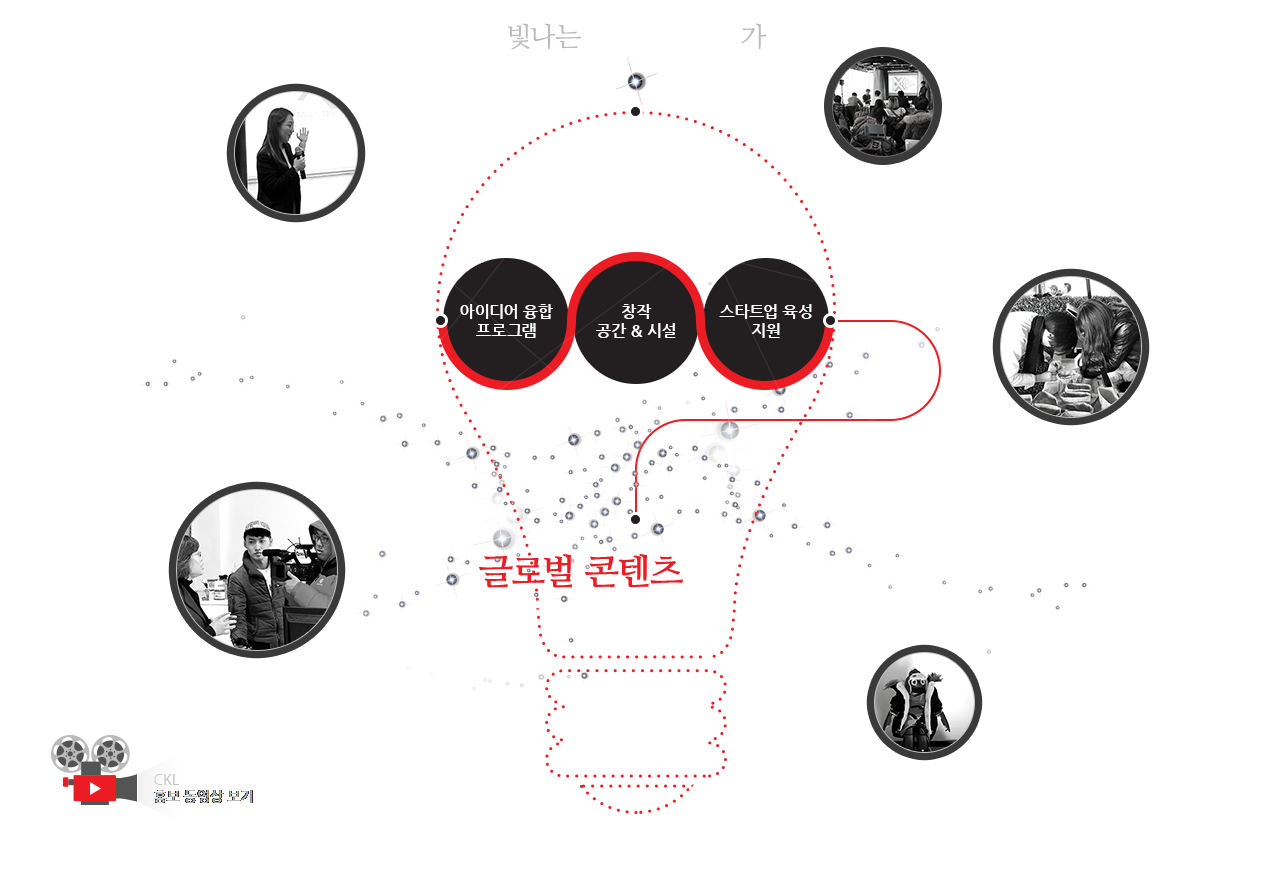 빛나는 가
아이디어 융합
프로그램
창작
공간 & 시설
스타트업 육성
지원
글로벌 콘텐츠
CKL
홍보 동영상 보기